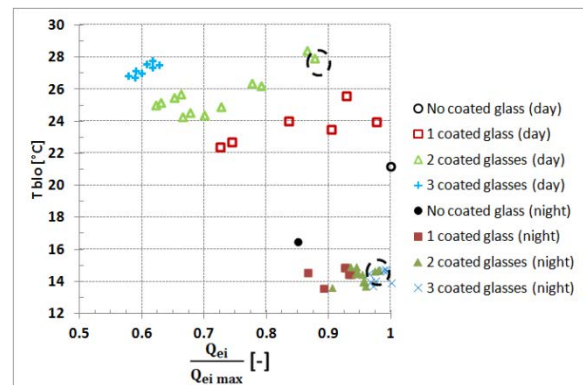 30
28
26
24
22
20
18
16
14
12
T blo [°C]
0.5 0.6 0.7 0.8 0.9 1
Q_ei
Q_ei max [-]
No coated glass (day)
1 coated glass (day)
2 coated glasses (day)
3 coated glasses (day)
No coated glass (night)
1 coated glass (night)
2 coated glasses (night)
3 coated glasses (night)